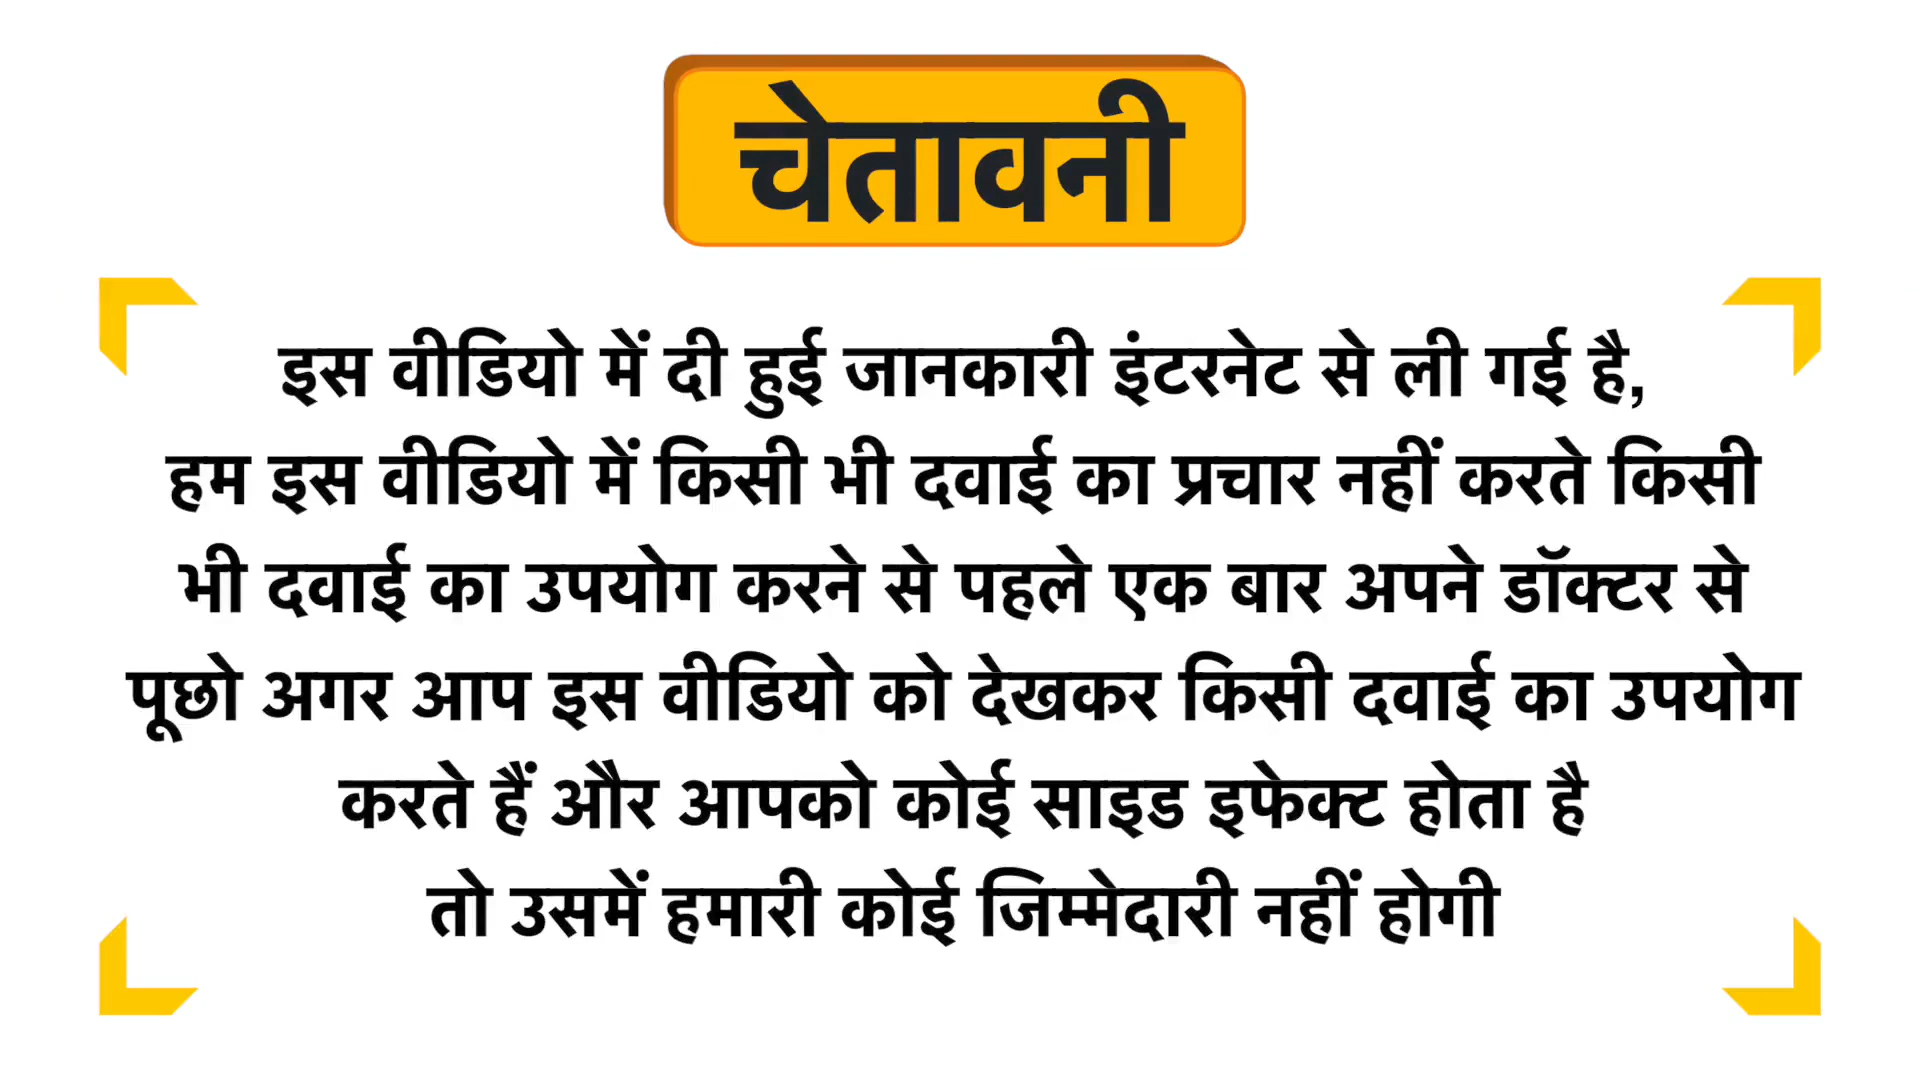 चेतावनी
इस वीडियो में दी हुई जानकारी इंटरनेट से ली गई है,
हम इस वीडियो में किसी भी दवाई का प्रचार नहीं करते किसी
भी दवाई का उपयोग करने से पहले एक बार अपने डॉक्टर से
पूछो अगर आप इस वीडियो को देखकर किसी दवाई का उपयोग
करते हैं और आपको कोई साइड इफेक्ट होता है
तो उसमें हमारी कोई जिम्मेदारी नहीं होगी